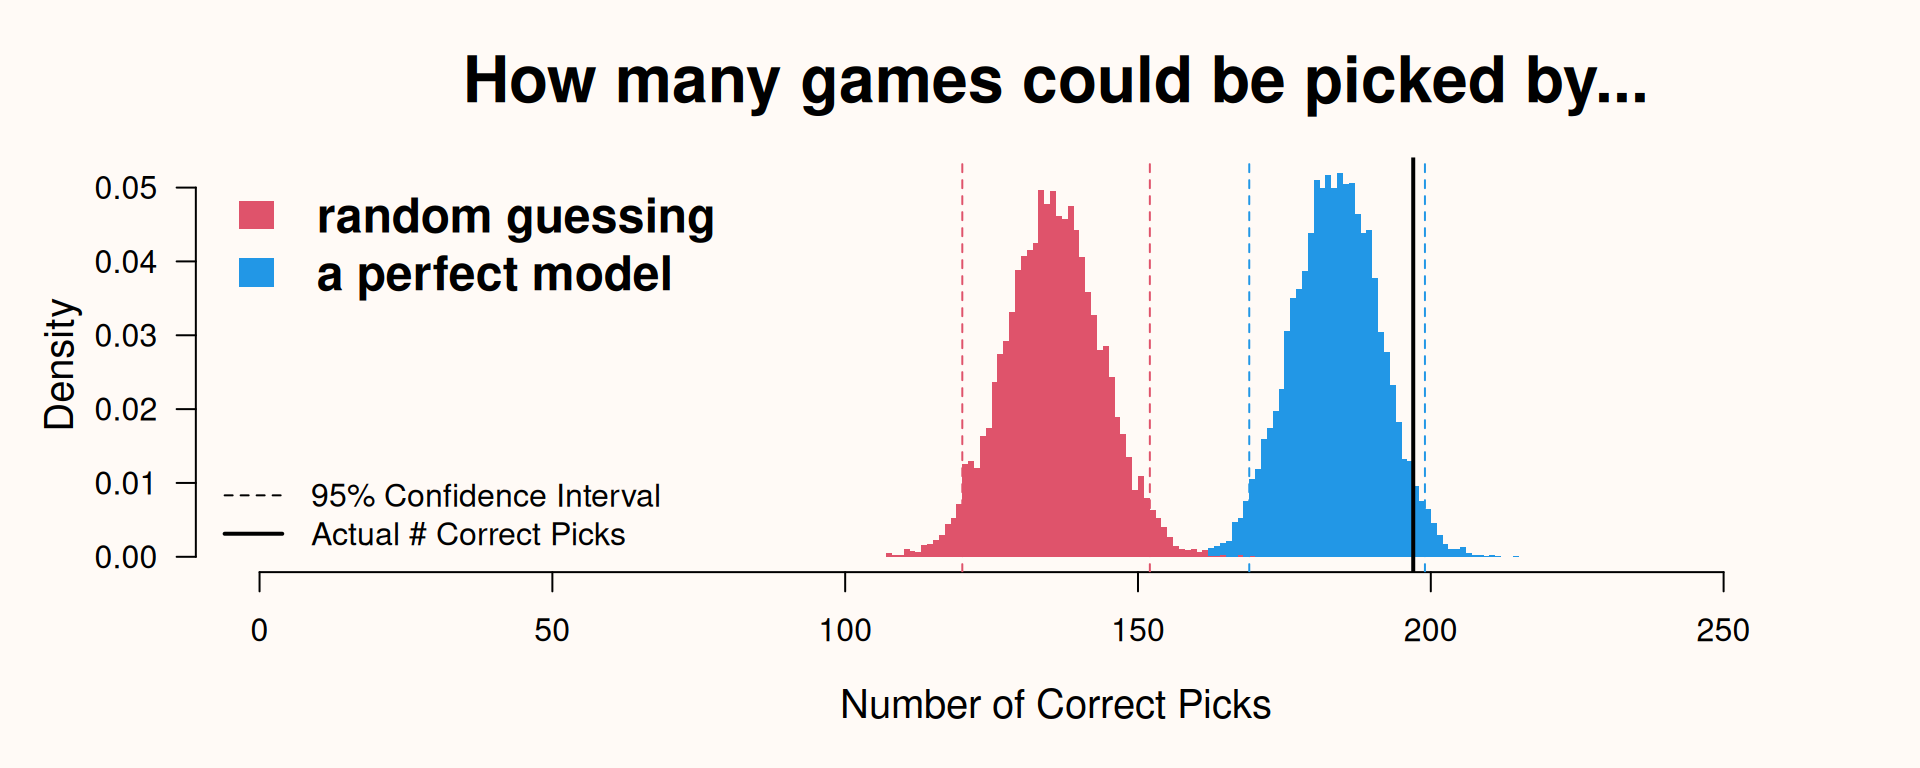 How many games could be picked by...
random guessing
a perfect model
95% Confidence Interval
Actual # Correct Picks
Density
0.05
0.04
0.03
0.02
0.01
0.00
0 50 100 150 200 250
Number of Correct Picks